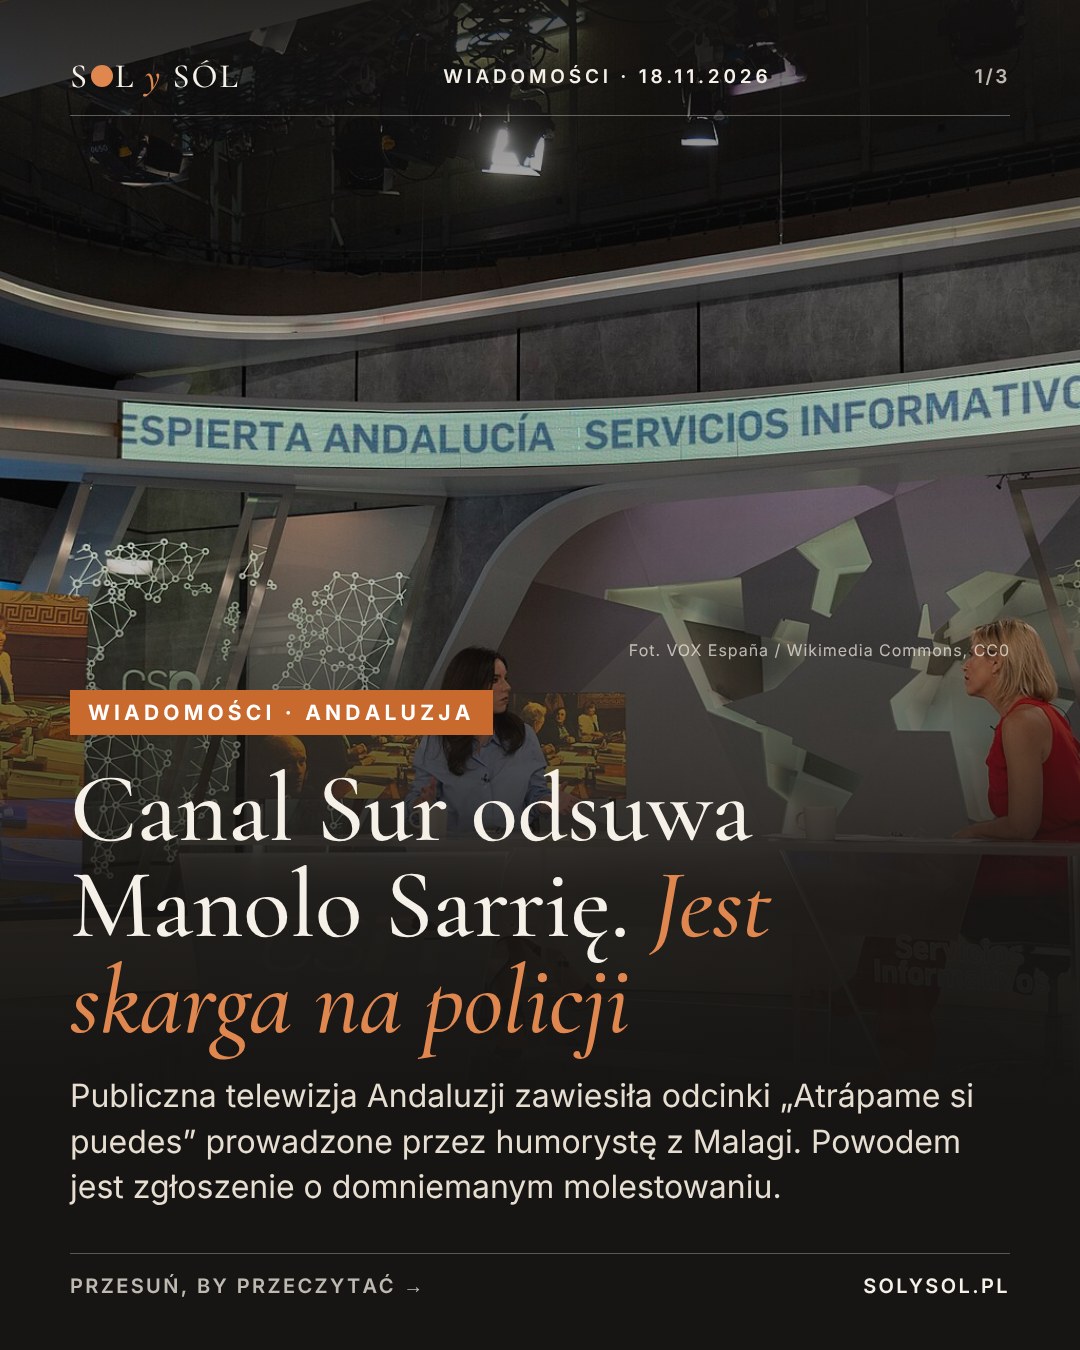 SOL y SÓL
WIADOMOŚCI · 18.11.2026
1/3
ESPIERTA ANDALUCÍA SERVICIOS INFORMATIVO
Fot. VOX España / Wikimedia Commons, CC0
WIADOMOŚCI · ANDALUZJA
Canal Sur odsuwa
Manolo Sarrię. Jest
skarga na policji
Publiczna telewizja Andaluzji zawiesiła odcinki „Atrápame si
puedes” prowadzone przez humorystę z Malagi. Powodem
jest zgłoszenie o domniemanym molestowaniu.
PRZESUŃ, BY PRZECZYTAĆ →
SOLYSOL.PL